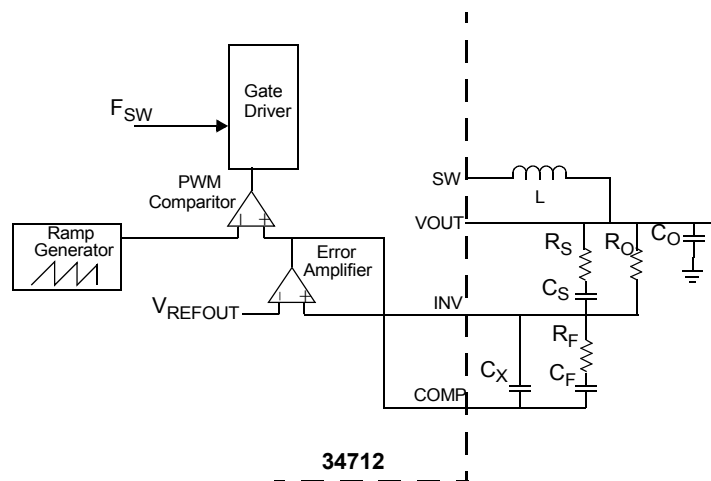 Gate
Driver
FSW
PWM
Comparitor
Ramp
Generator
Error
Amplifier
VREFOUT
SW
L
VOUT
RS
RO
CO
CS
INV
RF
CX
CF
COMP
34712